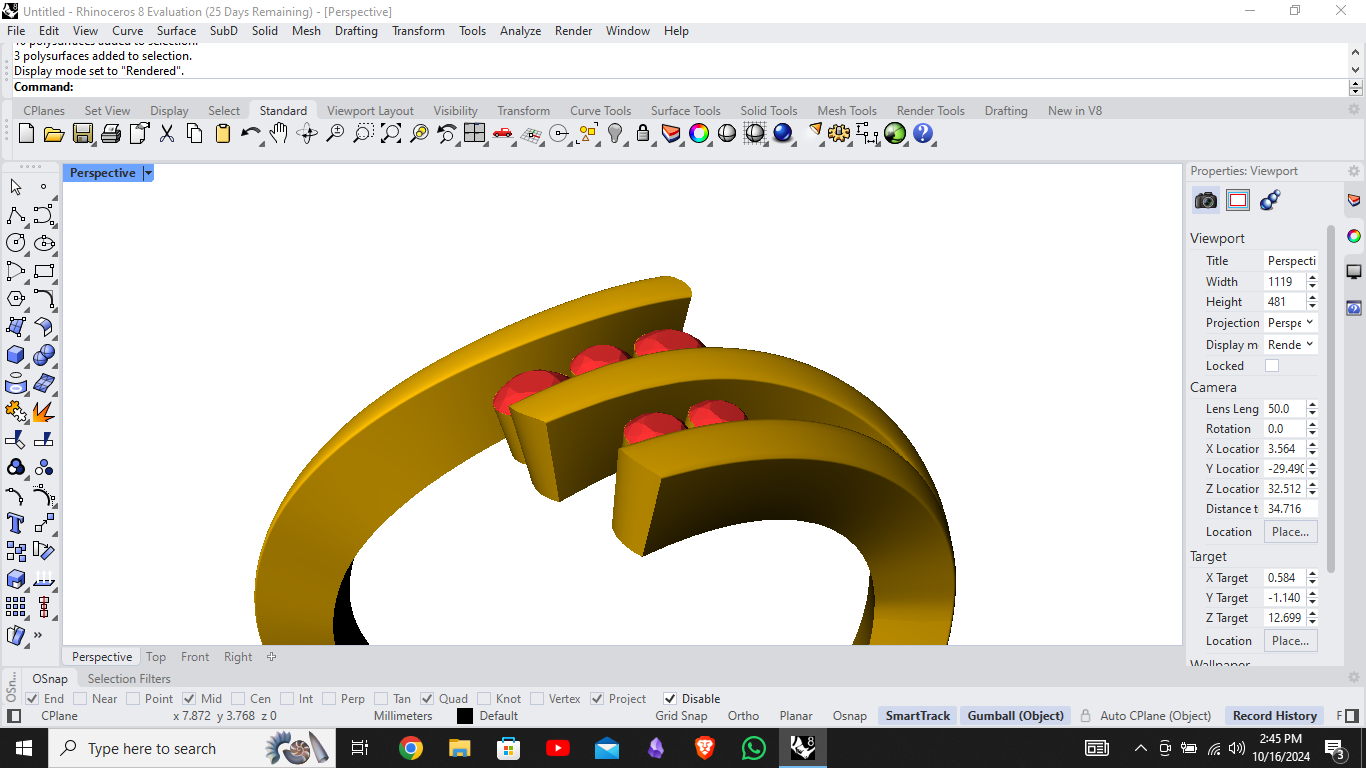 Untitled - Rhinoceros 8 Evaluation (25 Days Remaining) - [Perspective]
File Edit View Curve Surface SubD Solid Mesh Drafting Transform Tools Analyze Render Window Help
3 polysurfaces added to selection.
Display mode set to "Rendered".
Command:
CPlanes Set View Display Select Standard Viewport Layout Visibility Transform Curve Tools Surface Tools Solid Tools Mesh Tools Render Tools Drafting New in V8
Perspective
Properties: Viewport
Viewport
Title Perspecti
Width 1119
Height 481
Projection Perspe
Display m Rende
Locked
Camera
Lens Leng 50.0
Rotation 0.0
X Location 3.564
Y Location -29.490
Z Location 32.512
Distance t 34.716
Location Place...
Target
X Target 0.584
Y Target -1.140
Z Target 12.699
Location Place...
Wallpaper
Perspective Top Front Right
OSn...
OSnap Selection Filters
End Near Point Mid Cen Int Perp Tan Quad Knot Vertex Project Disable
CPlane x 7.872 y 3.768 z 0 Millimeters Default Grid Snap Ortho Planar Osnap SmartTrack Gumball (Object) Auto CPlane (Object) Record History F
Type here to search
8
2:45 PM
10/16/2024
3